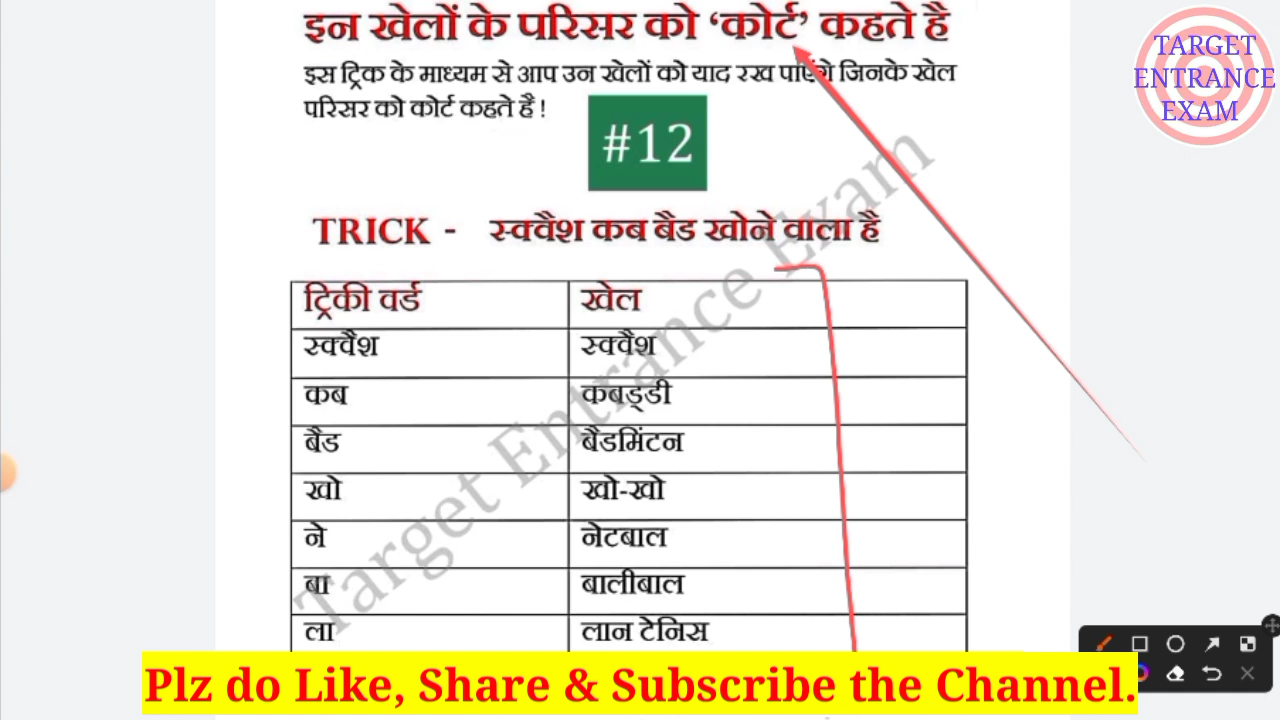 इन खेलों के परिसर को ‘कोर्ट’ कहते है
इस ट्रिक के माध्यम से आप उन खेलों को याद रख पाएंगे जिनके खेल
परिसर को कोर्ट कहते है !
#12
TARGET
ENTRANCE
EXAM
TRICK - स्क्वैश कब बैड खोने वाला है
ट्रिकी वर्ड खेल
स्क्वैश स्क्वैश
कब कबड्डी
बैड बैडमिंटन
खो खो-खो
ने नेटबाल
बा बालीबाल
ला लान टेनिस
Target Entrance Exam
Plz do Like, Share & Subscribe the Channel.